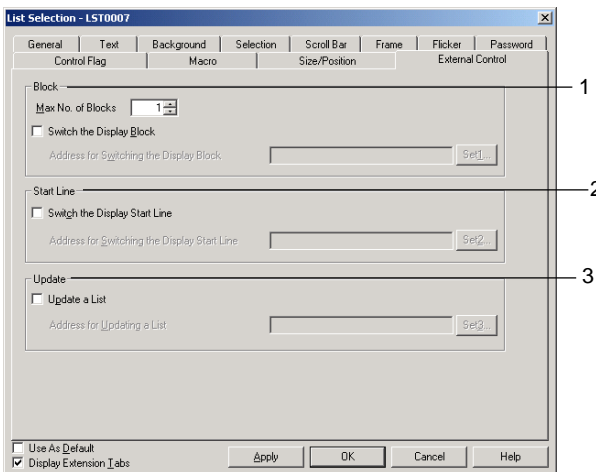 List Selection - LST0007
General Text Background Selection Scroll Bar Frame Flicker Password
Control Flag Macro Size/Position External Control
Block 1
Max No. of Blocks 1
Switch the Display Block
Address for Switching the Display Block Set1...
Start Line 2
Switch the Display Start Line
Address for Switching the Display Start Line Set2...
Update 3
Update a List
Address for Updating a List Set3...
Use As Default
Display Extension Tabs Apply OK Cancel Help